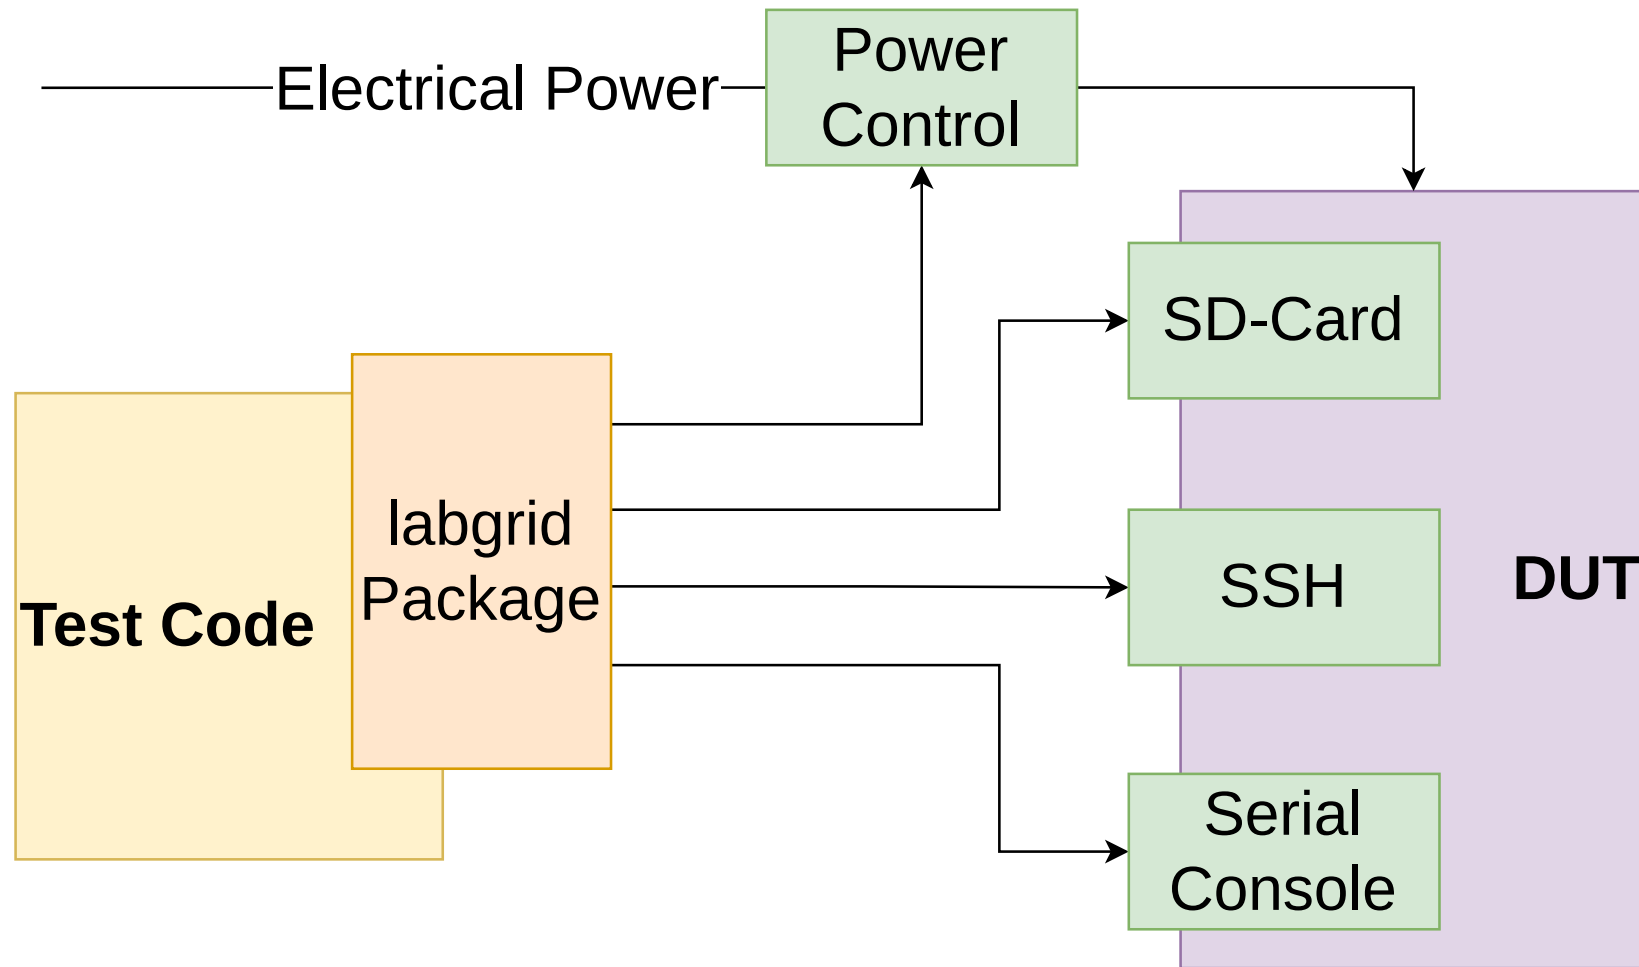 Power
Control
Electrical Power
SD-Card
labgrid
Package
SSH
DUT
Test Code
Serial
Console